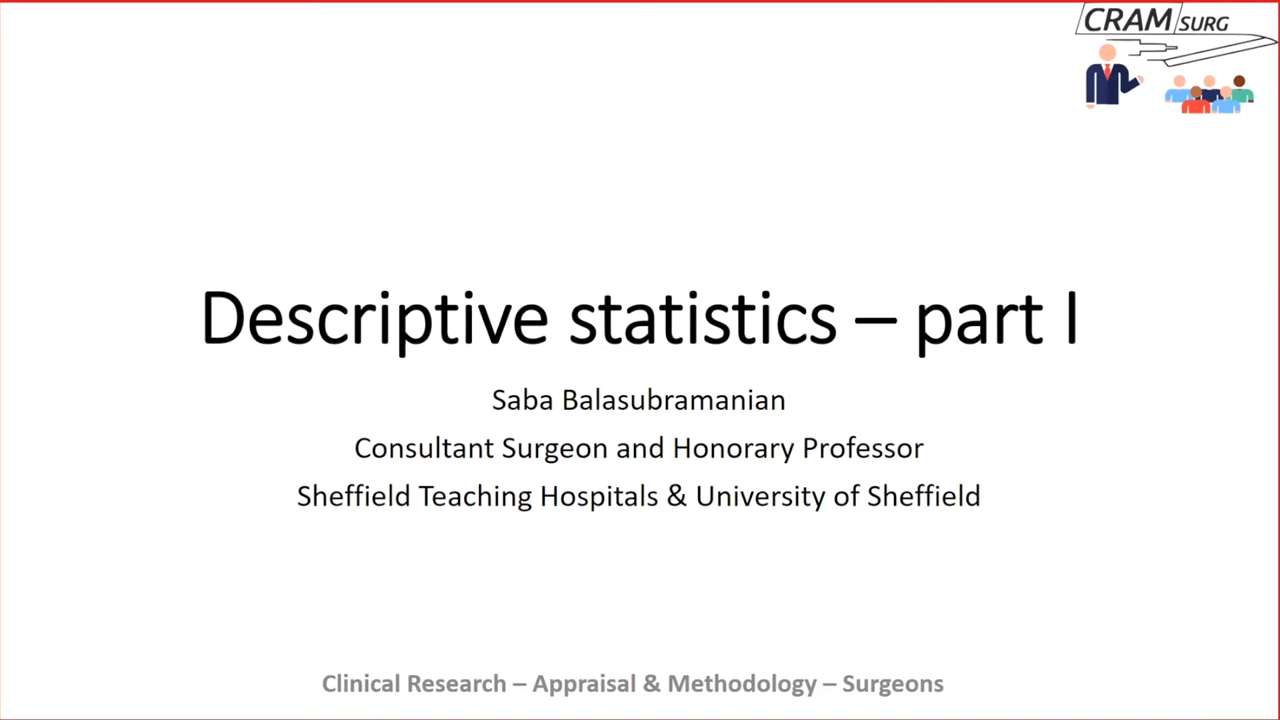 CRAM SURG
Descriptive statistics – part I
Saba Balasubramanian
Consultant Surgeon and Honorary Professor
Sheffield Teaching Hospitals & University of Sheffield
Clinical Research – Appraisal & Methodology – Surgeons